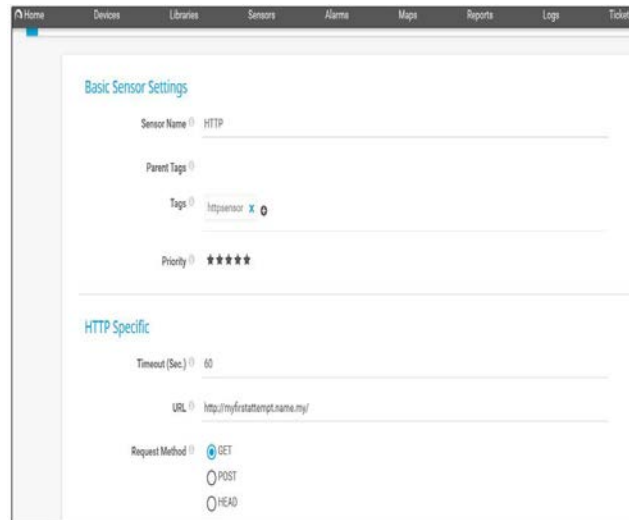 Home Devices Libraries Sensors Alarms Maps Reports Logs Ticket
Basic Sensor Settings
Sensor Name HTTP
Parent Tags
Tags httpsensor
Priority
HTTP Specific
Timeout (Sec.) 60
URL http://myfirstattempt.name.my/
Request Method GET
POST
HEAD